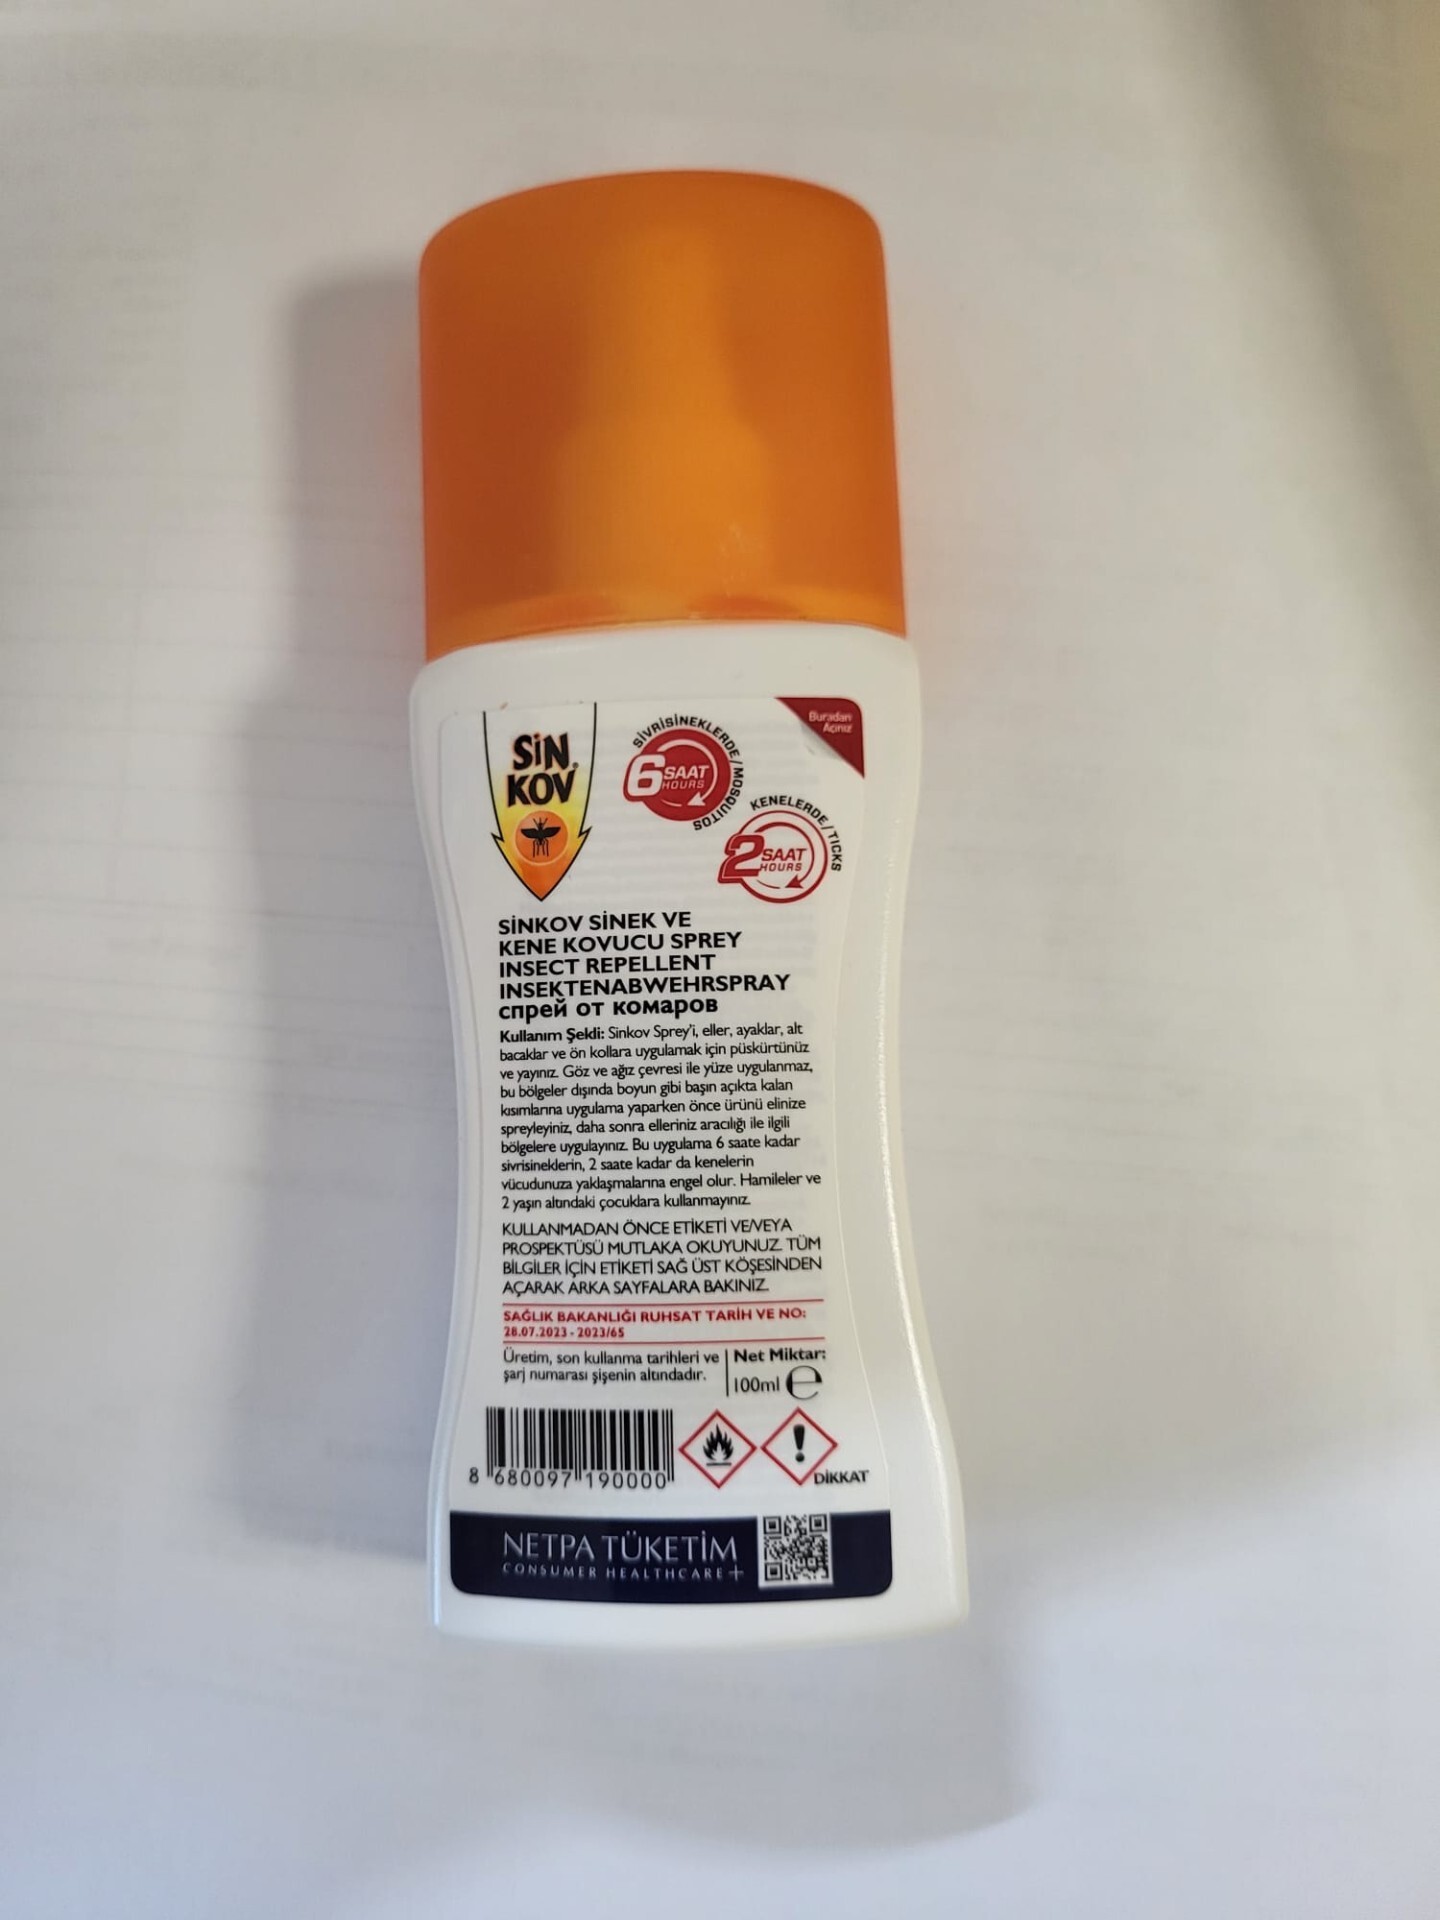 SİN
KOV®
SİVRİSİNEKLERDE/MOSQUITOS
6 SAAT
HOURS
Buradan
Açınız
KENELERDE/TICKS
2 SAAT
HOURS
SİNKOV SİNEK VE
KENE KOVUCU SPREY
INSECT REPELLENT
INSEKTENABWEHRSPRAY
спрей от комаров
Kullanım Şekli: Sinkov Sprey'i, eller, ayaklar, alt
bacaklar ve ön kollara uygulamak için püskürtünüz
ve yayınız. Göz ve ağız çevresi ile yüze uygulanmaz,
bu bölgeler dışında boyun gibi başın açıkta kalan
kısımlarına uygulama yaparken önce ürünü elinize
spreyleyiniz, daha sonra elleriniz aracılığı ile ilgili
bölgelere uygulayınız. Bu uygulama 6 saate kadar
sivrisineklerin, 2 saate kadar da kenelerin
vücudunuza yaklaşmalarına engel olur. Hamileler ve
2 yaşın altındaki çocuklara kullanmayınız.
KULLANMADAN ÖNCE ETİKETİ VE/VEYA
PROSPEKTÜSÜ MUTLAKA OKUYUNUZ. TÜM
BİLGİLER İÇİN ETİKETİ SAĞ ÜST KÖŞESİNDEN
AÇARAK ARKA SAYFALARA BAKINIZ.
SAĞLIK BAKANLIĞI RUHSAT TARİH VE NO:
28.07.2023 - 2023/65
Üretim, son kullanma tarihleri ve
şarj numarası şişenin altındadır.
Net Miktar:
100ml ℮
8 680097 190000
DİKKAT
NETPA TÜKETİM
CONSUMER HEALTHCARE +